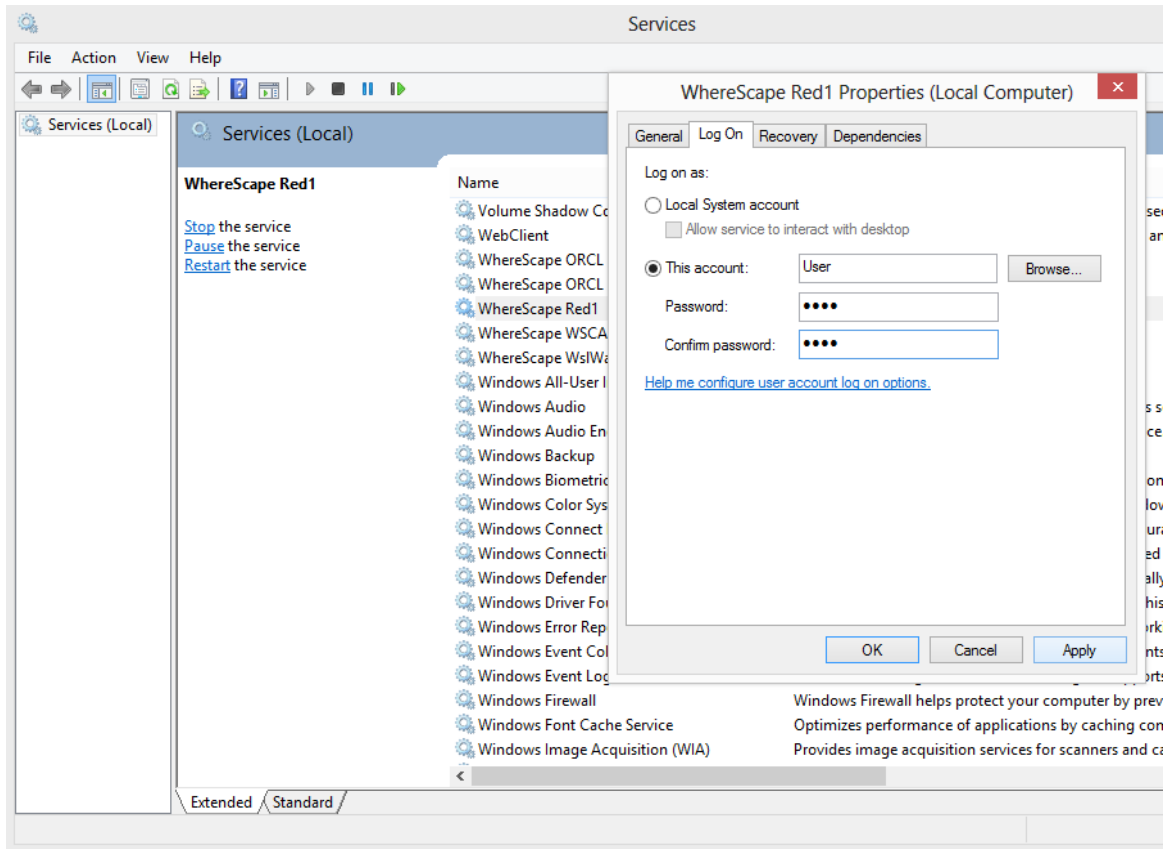 Services
File Action View Help
Services (Local)
Services (Local)
WhereScape Red1
Stop the service
Pause the service
Restart the service
Name
Volume Shadow Co
WebClient
WhereScape ORCL
WhereScape ORCL
WhereScape Red1
WhereScape WSCA
WhereScape WslWa
Windows All-User I
Windows Audio
Windows Audio En
Windows Backup
Windows Biometric
Windows Color Sys
Windows Connect
Windows Connecti
Windows Defender
Windows Driver Fou
Windows Error Rep
Windows Event Col
Windows Event Log
Windows Firewall Windows Firewall helps protect your computer by prev
Windows Font Cache Service Optimizes performance of applications by caching con
Windows Image Acquisition (WIA) Provides image acquisition services for scanners and ca
Extended Standard
WhereScape Red1 Properties (Local Computer)
General Log On Recovery Dependencies
Log on as:
Local System account
Allow service to interact with desktop
This account: User Browse...
Password: ••••
Confirm password: ••••
Help me configure user account log on options.
OK Cancel Apply